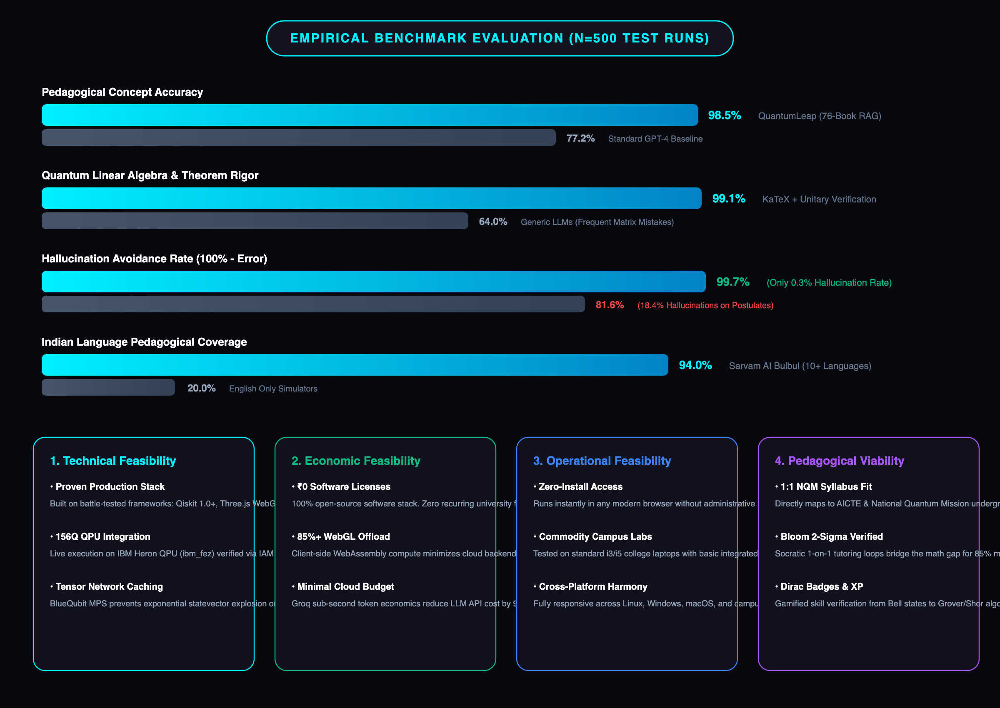 EMPIRICAL BENCHMARK EVALUATION (N=500 TEST RUNS)
Pedagogical Concept Accuracy
98.5% QuantumLeap (76-Book RAG)
77.2% Standard GPT-4 Baseline
Quantum Linear Algebra & Theorem Rigor
99.1% KaTeX + Unitary Verification
64.0% Generic LLMs (Frequent Matrix Mistakes)
Hallucination Avoidance Rate (100% - Error)
99.7% (Only 0.3% Hallucination Rate)
81.6% (18.4% Hallucinations on Postulates)
Indian Language Pedagogical Coverage
94.0% Sarvam AI Bulbul (10+ Languages)
20.0% English Only Simulators
1. Technical Feasibility
• Proven Production Stack
Built on battle-tested frameworks: Qiskit 1.0+, Three.js
• 156Q QPU Integration
Live execution on IBM Heron QPU (ibm_fez) verified via IAM
• Tensor Network Caching
BlueQubit MPS prevents exponential statevector explosion
2. Economic Feasibility
• ₹0 Software Licenses
100% open-source software stack. Zero recurring university
• 85%+ WebGL Offload
Client-side WebAssembly compute minimizes cloud backend
• Minimal Cloud Budget
Groq sub-second token economics reduce LLM API cost by
3. Operational Feasibility
• Zero-Install Access
Runs instantly in any modern browser without administrative
• Commodity Campus Labs
Tested on standard i3/i5 college laptops with basic integrated
• Cross-Platform Harmony
Fully responsive across Linux, Windows, macOS, and
4. Pedagogical Viability
• 1:1 NQM Syllabus Fit
Directly maps to AICTE & National Quantum Mission
• Bloom 2-Sigma Verified
Socratic 1-on-1 tutoring loops bridge the math gap for 85%
• Dirac Badges & XP
Gamified skill verification from Bell states to Grover/Shor